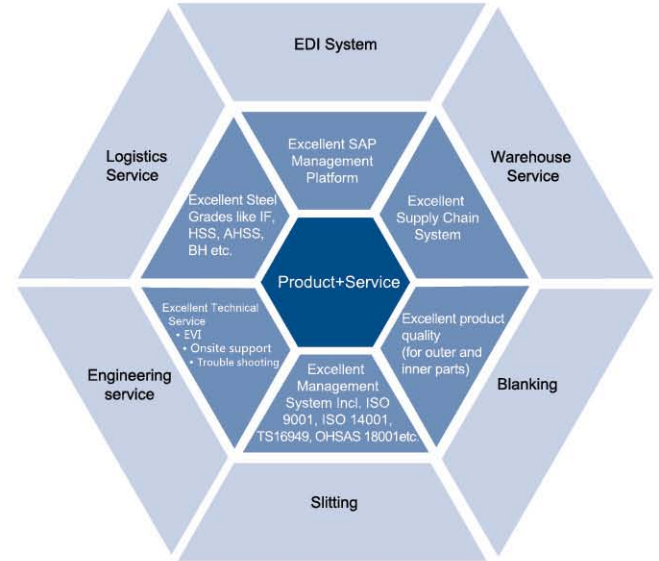 EDI System
Logistics
Service
Warehouse
Service
Excellent SAP
Management
Platform
Excellent Steel
Grades like IF,
HSS, AHSS,
BH etc.
Excellent
Supply Chain
System
Product+Service
Excellent Technical
Service
• EVI
• Onsite support
• Trouble shooting
Excellent product
quality
(for outer and
inner parts)
Engineering
service
Excellent
Management
System Incl. ISO
9001, ISO 14001,
TS16949, OHSAS 18001etc.
Blanking
Slitting